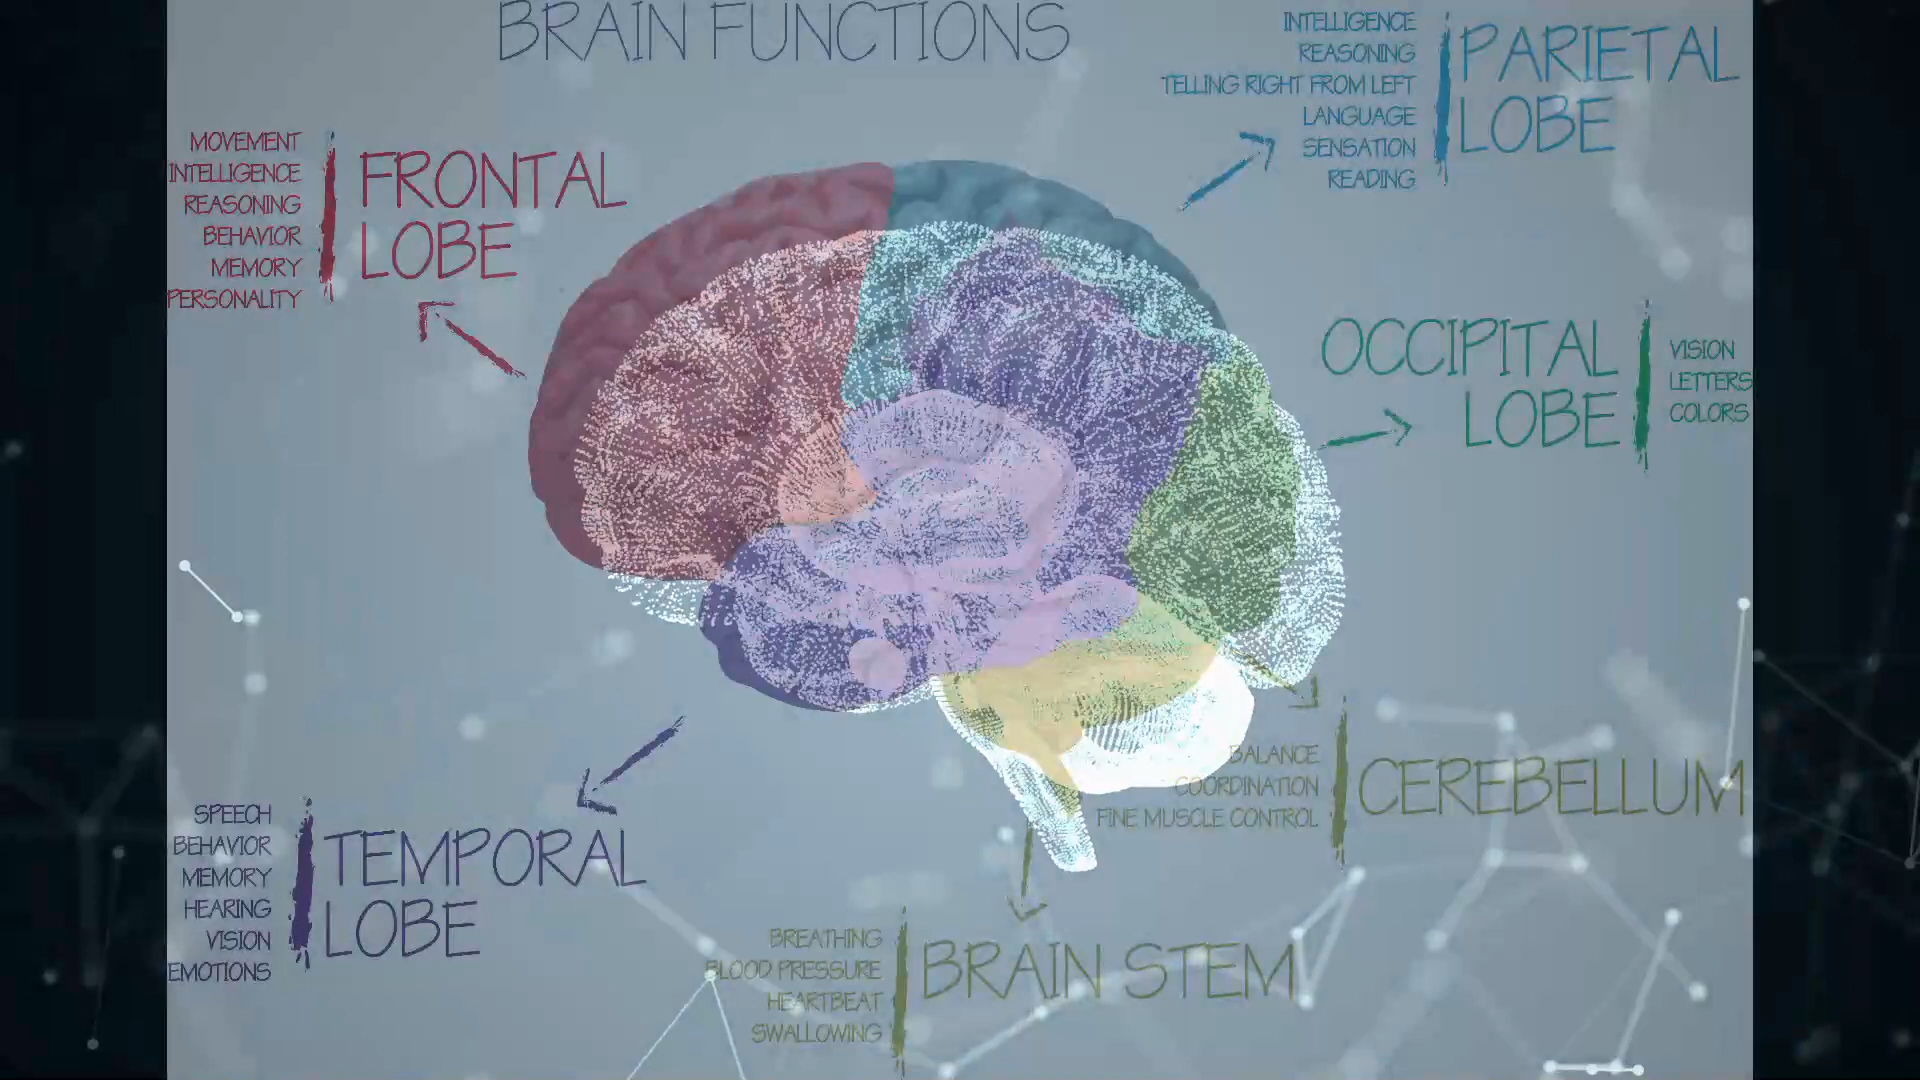 BRAIN FUNCTIONS
INTELLIGENCE
REASONING
TELLING RIGHT FROM LEFT
LANGUAGE
SENSATION
READING
PARIETAL
LOBE
MOVEMENT
INTELLIGENCE
REASONING
BEHAVIOR
MEMORY
PERSONALITY
FRONTAL
LOBE
OCCIPITAL
LOBE
VISION
LETTERS
COLORS
BALANCE
COORDINATION
FINE MUSCLE CONTROL
CEREBELLUM
SPEECH
BEHAVIOR
MEMORY
HEARING
VISION
EMOTIONS
TEMPORAL
LOBE
BREATHING
BLOOD PRESSURE
HEARTBEAT
SWALLOWING
BRAIN STEM